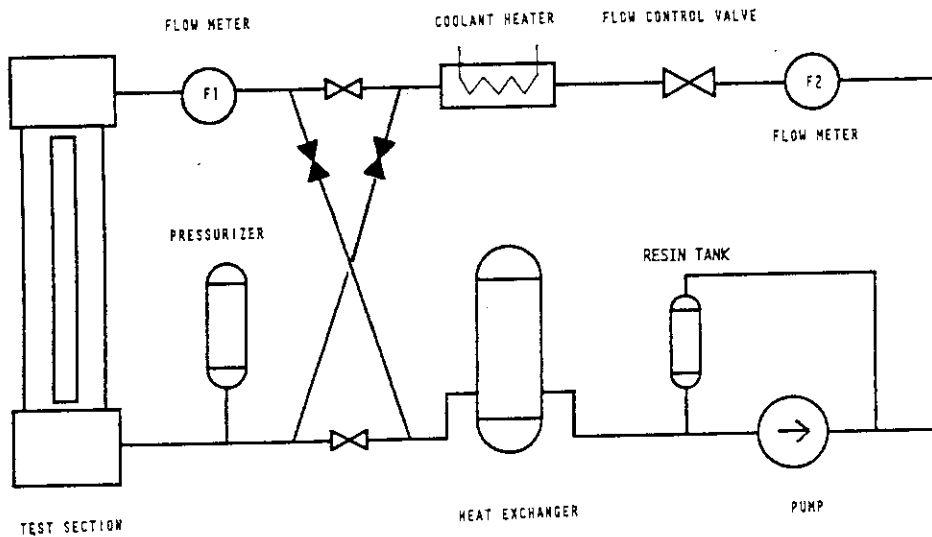 FLOW METER
COOLANT HEATER
FLOW CONTROL VALVE
F1
F2
FLOW METER
PRESSURIZER
RESIN TANK
TEST SECTION
HEAT EXCHANGER
PUMP